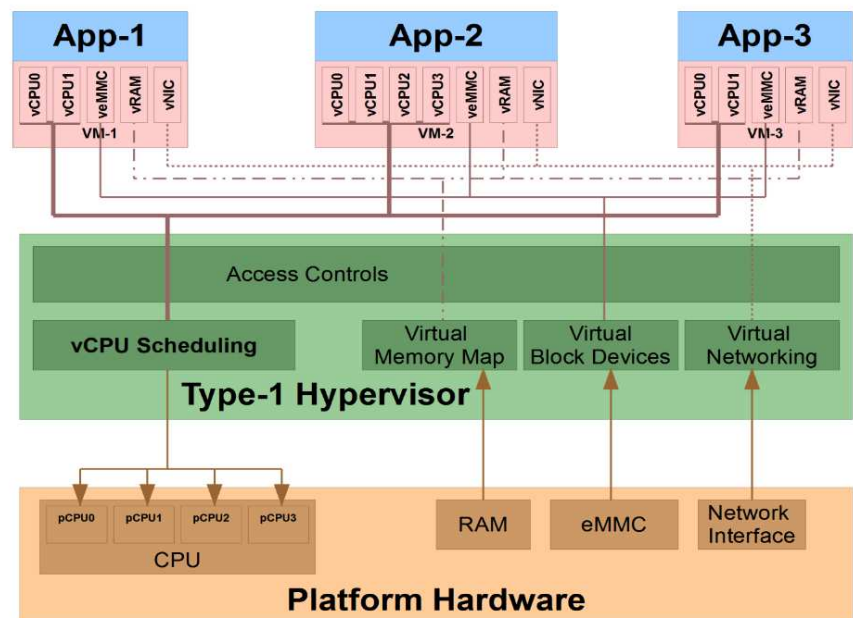 App-1
App-2
App-3
vCPU0
vCPU1
veMMC
vRAM
vNIC
VM-1
vCPU0
vCPU1
vCPU2
vCPU3
veMMC
vRAM
vNIC
VM-2
vCPU0
vCPU1
veMMC
vRAM
vNIC
VM-3
Access Controls
vCPU Scheduling
Virtual
Memory Map
Virtual
Block Devices
Virtual
Networking
Type-1 Hypervisor
pCPU0
pCPU1
pCPU2
pCPU3
CPU
RAM
eMMC
Network
Interface
Platform Hardware